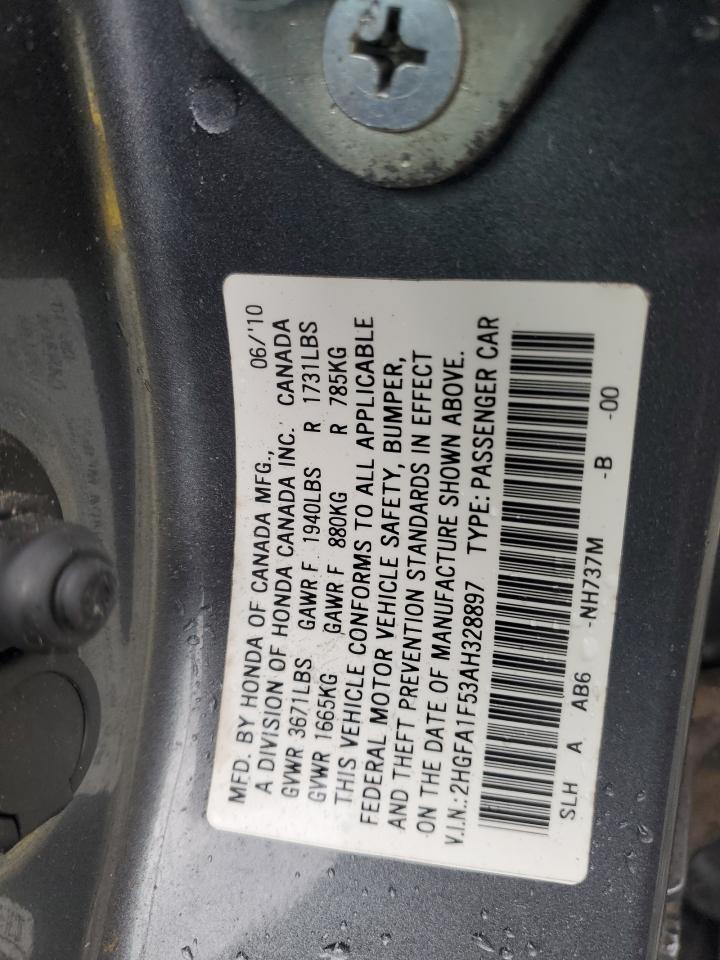 MFD. BY HONDA OF CANADA MFG., 06/'10
A DIVISION OF HONDA CANADA INC. CANADA
GVWR 3671LBS GAWR F 1940LBS R 1731LBS
GVWR 1665KG GAWR F 880KG R 785KG
THIS VEHICLE CONFORMS TO ALL APPLICABLE
FEDERAL MOTOR VEHICLE SAFETY, BUMPER,
AND THEFT PREVENTION STANDARDS IN EFFECT
ON THE DATE OF MANUFACTURE SHOWN ABOVE.
V.I.N.: 2HGFA1F53AH328897 TYPE: PASSENGER CAR
SLH A AB6 -NH737M -B -00